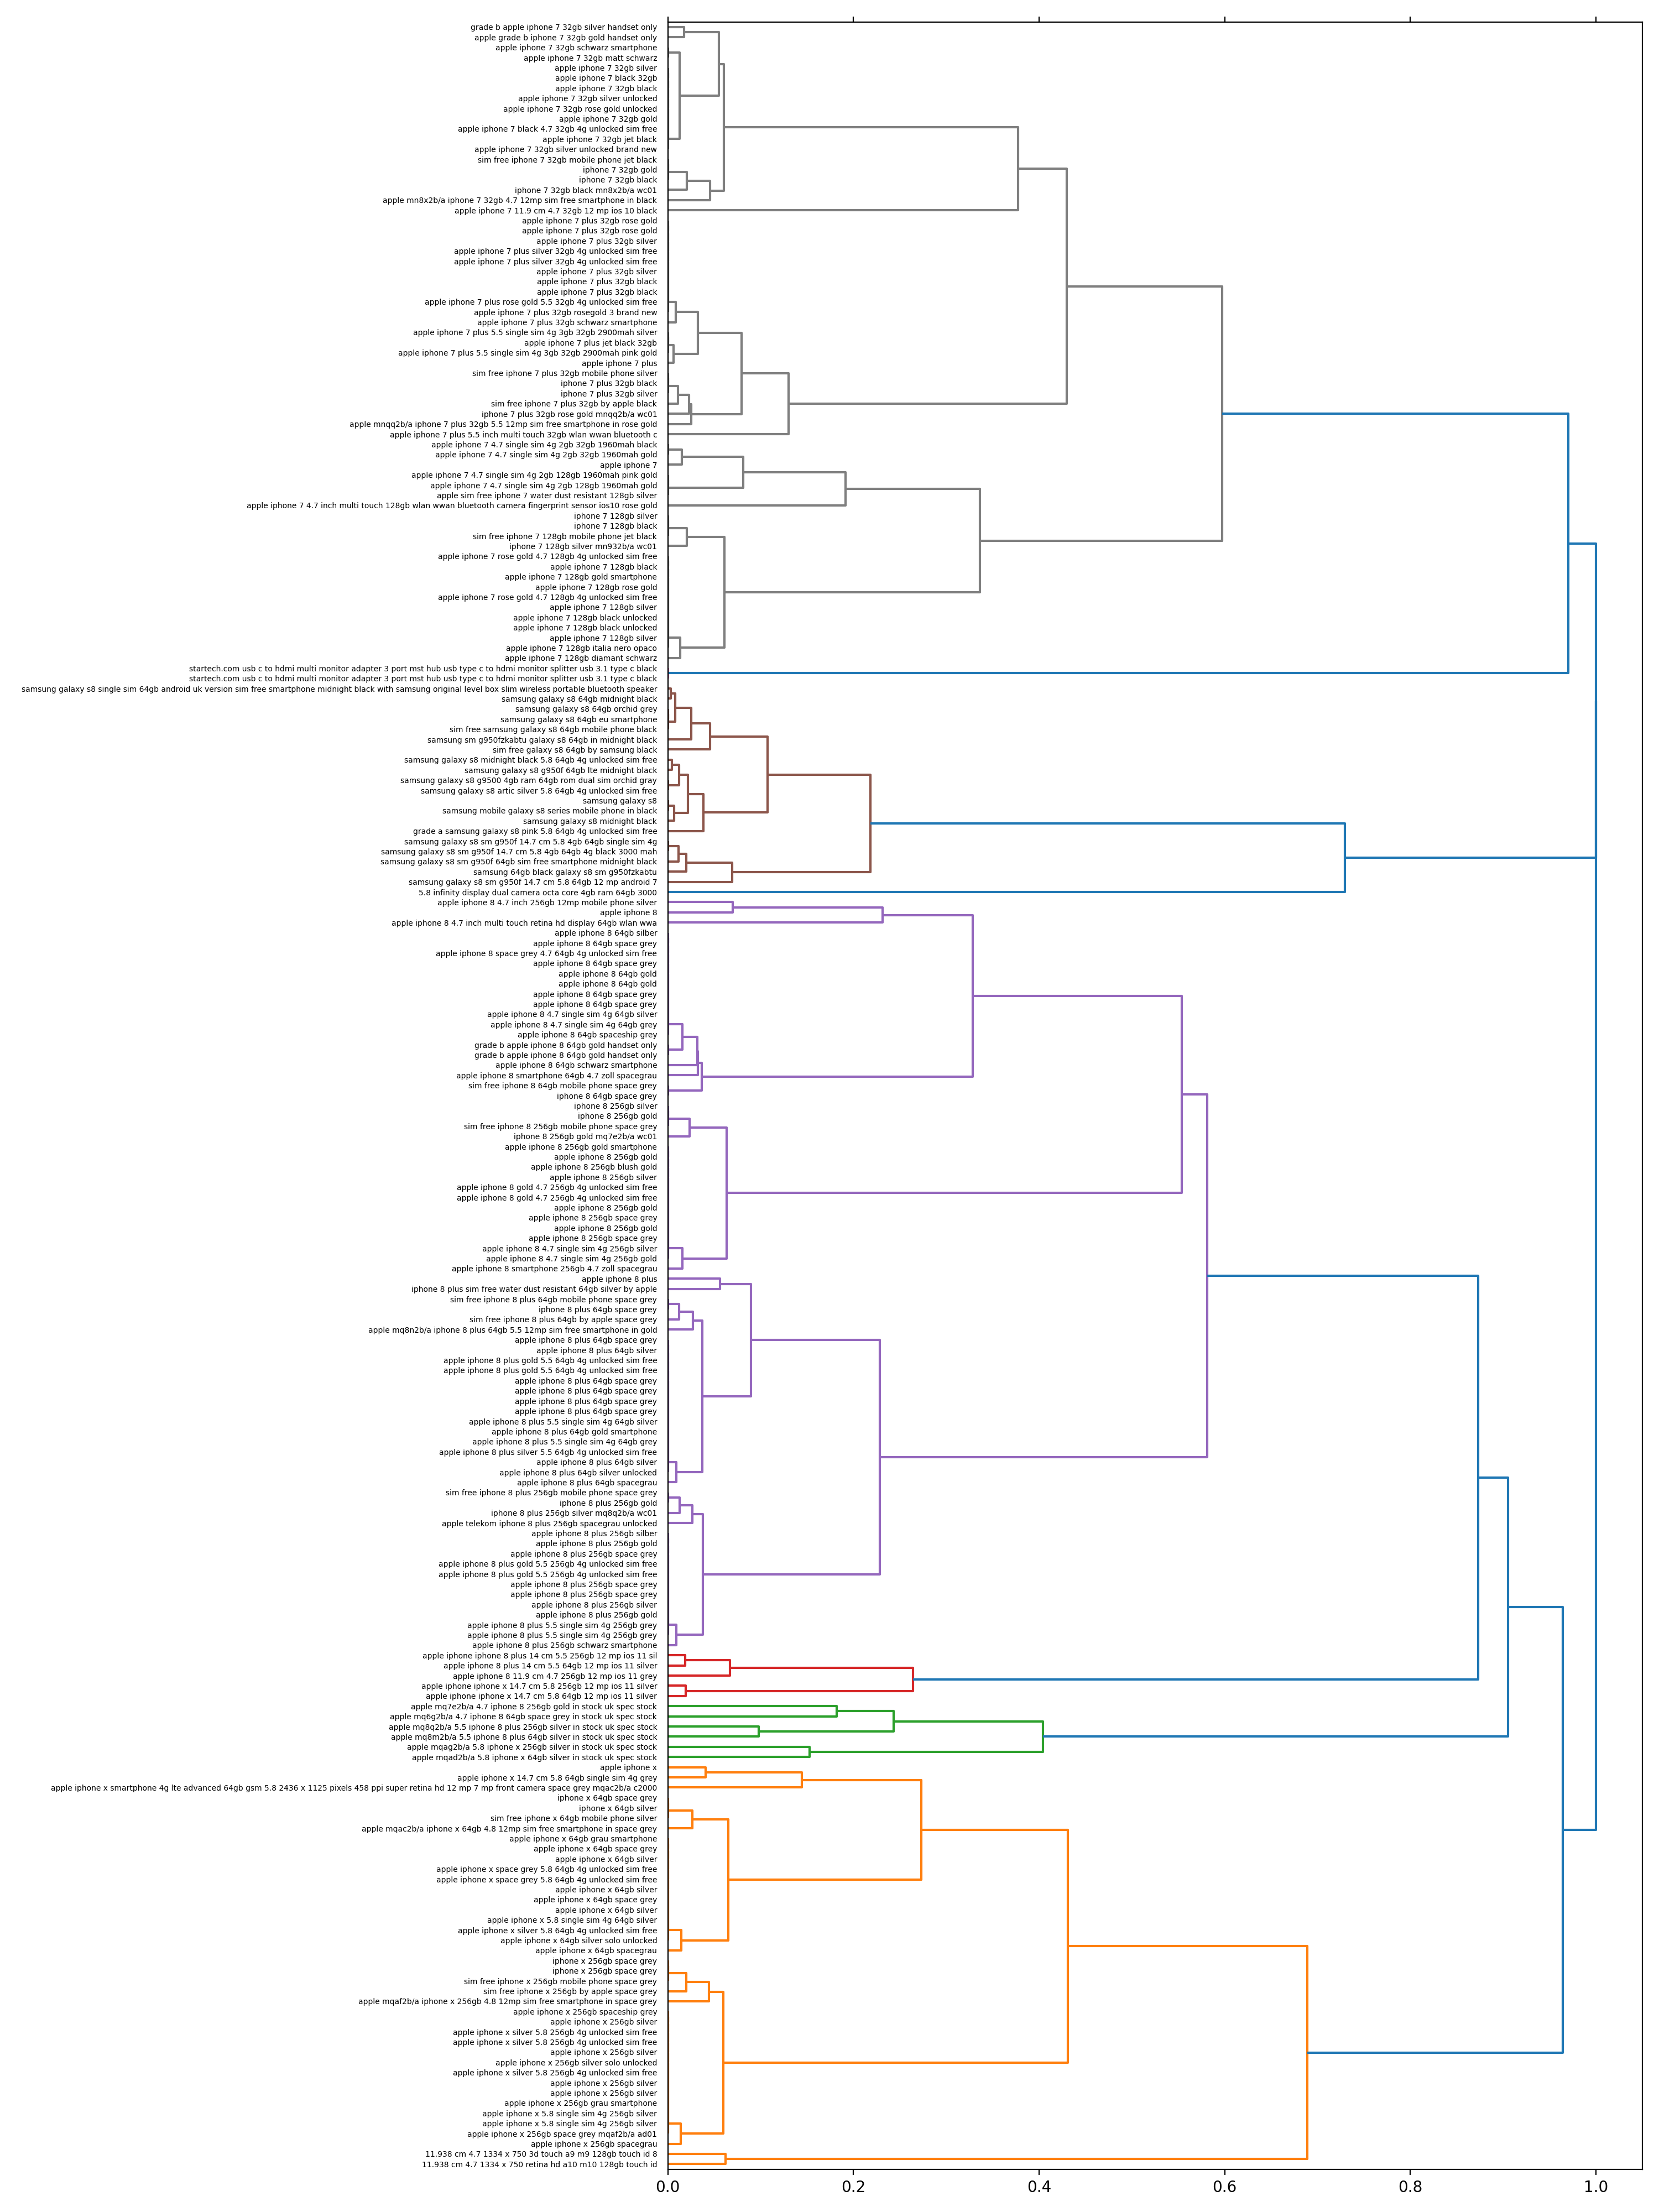 grade b apple iphone 7 32gb silver handset only
apple grade b iphone 7 32gb gold handset only
apple iphone 7 32gb schwarz smartphone
apple iphone 7 32gb matt schwarz
apple iphone 7 32gb silver
apple iphone 7 black 32gb
apple iphone 7 32gb black
apple iphone 7 32gb silver unlocked
apple iphone 7 32gb rose gold unlocked
apple iphone 7 32gb gold
apple iphone 7 black 4.7 32gb 4g unlocked sim free
apple iphone 7 32gb jet black
apple iphone 7 32gb silver unlocked brand new
sim free iphone 7 32gb mobile phone jet black
iphone 7 32gb gold
iphone 7 32gb black
iphone 7 32gb black mn8x2b/a wc01
apple mn8x2b/a iphone 7 32gb 4.7 12mp sim free smartphone in black
apple iphone 7 11.9 cm 4.7 32gb 12 mp ios 10 black
apple iphone 7 plus 32gb rose gold
apple iphone 7 plus 32gb rose gold
apple iphone 7 plus 32gb silver
apple iphone 7 plus silver 32gb 4g unlocked sim free
apple iphone 7 plus silver 32gb 4g unlocked sim free
apple iphone 7 plus 32gb silver
apple iphone 7 plus 32gb black
apple iphone 7 plus 32gb black
apple iphone 7 plus rose gold 5.5 32gb 4g unlocked sim free
apple iphone 7 plus 32gb rosegold 3 brand new
apple iphone 7 plus 32gb schwarz smartphone
apple iphone 7 plus 5.5 single sim 4g 3gb 32gb 2900mah silver
apple iphone 7 plus jet black 32gb
apple iphone 7 plus 5.5 single sim 4g 3gb 32gb 2900mah pink gold
apple iphone 7 plus
sim free iphone 7 plus 32gb mobile phone silver
iphone 7 plus 32gb black
iphone 7 plus 32gb silver
sim free iphone 7 plus 32gb by apple black
iphone 7 plus 32gb rose gold mnqq2b/a wc01
apple mnqq2b/a iphone 7 plus 32gb 5.5 12mp sim free smartphone in rose gold
apple iphone 7 plus 5.5 inch multi touch 32gb wlan wwan bluetooth c
apple iphone 7 4.7 single sim 4g 2gb 32gb 1960mah black
apple iphone 7 4.7 single sim 4g 2gb 32gb 1960mah gold
apple iphone 7
apple iphone 7 4.7 single sim 4g 2gb 128gb 1960mah pink gold
apple iphone 7 4.7 single sim 4g 2gb 128gb 1960mah gold
apple sim free iphone 7 water dust resistant 128gb silver
apple iphone 7 4.7 inch multi touch 128gb wlan wwan bluetooth camera fingerprint sensor ios10 rose gold
iphone 7 128gb silver
iphone 7 128gb black
sim free iphone 7 128gb mobile phone jet black
iphone 7 128gb silver mn932b/a wc01
apple iphone 7 rose gold 4.7 128gb 4g unlocked sim free
apple iphone 7 128gb black
apple iphone 7 128gb gold smartphone
apple iphone 7 128gb rose gold
apple iphone 7 rose gold 4.7 128gb 4g unlocked sim free
apple iphone 7 128gb silver
apple iphone 7 128gb black unlocked
apple iphone 7 128gb black unlocked
apple iphone 7 128gb silver
apple iphone 7 128gb italia nero opaco
apple iphone 7 128gb diamant schwarz
startech.com usb c to hdmi multi monitor adapter 3 port mst hub usb type c to hdmi monitor splitter usb 3.1 type c black
startech.com usb c to hdmi multi monitor adapter 3 port mst hub usb type c to hdmi monitor splitter usb 3.1 type c black
samsung galaxy s8 single sim 64gb android uk version sim free smartphone midnight black with samsung original level box slim wireless portable bluetooth speaker
samsung galaxy s8 64gb midnight black
samsung galaxy s8 64gb orchid grey
samsung galaxy s8 64gb eu smartphone
sim free samsung galaxy s8 64gb mobile phone black
samsung sm g950fzkabtu galaxy s8 64gb in midnight black
sim free galaxy s8 64gb by samsung black
samsung galaxy s8 midnight black 5.8 64gb 4g unlocked sim free
samsung galaxy s8 g950f 64gb lte midnight black
samsung galaxy s8 g9500 4gb ram 64gb rom dual sim orchid gray
samsung galaxy s8 artic silver 5.8 64gb 4g unlocked sim free
samsung galaxy s8
samsung mobile galaxy s8 series mobile phone in black
samsung galaxy s8 midnight black
grade a samsung galaxy s8 pink 5.8 64gb 4g unlocked sim free
samsung galaxy s8 sm g950f 14.7 cm 5.8 4gb 64gb single sim 4g
samsung galaxy s8 sm g950f 14.7 cm 5.8 4gb 64gb 4g black 3000 mah
samsung galaxy s8 sm g950f 64gb sim free smartphone midnight black
samsung 64gb black galaxy s8 sm g950fzkabtu
samsung galaxy s8 sm g950f 14.7 cm 5.8 64gb 12 mp android 7
5.8 infinity display dual camera octa core 4gb ram 64gb 3000
apple iphone 8 4.7 inch 256gb 12mp mobile phone silver
apple iphone 8
apple iphone 8 4.7 inch multi touch retina hd display 64gb wlan wwa
apple iphone 8 64gb silber
apple iphone 8 64gb space grey
apple iphone 8 space grey 4.7 64gb 4g unlocked sim free
apple iphone 8 64gb space grey
apple iphone 8 64gb gold
apple iphone 8 64gb gold
apple iphone 8 64gb space grey
apple iphone 8 64gb space grey
apple iphone 8 4.7 single sim 4g 64gb silver
apple iphone 8 4.7 single sim 4g 64gb grey
apple iphone 8 64gb spaceship grey
grade b apple iphone 8 64gb gold handset only
grade b apple iphone 8 64gb gold handset only
apple iphone 8 64gb schwarz smartphone
apple iphone 8 smartphone 64gb 4.7 zoll spacegrau
sim free iphone 8 64gb mobile phone space grey
iphone 8 64gb space grey
iphone 8 256gb silver
iphone 8 256gb gold
sim free iphone 8 256gb mobile phone space grey
iphone 8 256gb gold mq7e2b/a wc01
apple iphone 8 256gb gold smartphone
apple iphone 8 256gb gold
apple iphone 8 256gb blush gold
apple iphone 8 256gb silver
apple iphone 8 gold 4.7 256gb 4g unlocked sim free
apple iphone 8 gold 4.7 256gb 4g unlocked sim free
apple iphone 8 256gb gold
apple iphone 8 256gb space grey
apple iphone 8 256gb gold
apple iphone 8 256gb space grey
apple iphone 8 4.7 single sim 4g 256gb silver
apple iphone 8 4.7 single sim 4g 256gb gold
apple iphone 8 smartphone 256gb 4.7 zoll spacegrau
apple iphone 8 plus
iphone 8 plus sim free water dust resistant 64gb silver by apple
sim free iphone 8 plus 64gb mobile phone space grey
iphone 8 plus 64gb space grey
sim free iphone 8 plus 64gb by apple space grey
apple mq8n2b/a iphone 8 plus 64gb 5.5 12mp sim free smartphone in gold
apple iphone 8 plus 64gb space grey
apple iphone 8 plus 64gb silver
apple iphone 8 plus gold 5.5 64gb 4g unlocked sim free
apple iphone 8 plus gold 5.5 64gb 4g unlocked sim free
apple iphone 8 plus 64gb space grey
apple iphone 8 plus 64gb space grey
apple iphone 8 plus 64gb space grey
apple iphone 8 plus 64gb space grey
apple iphone 8 plus 5.5 single sim 4g 64gb silver
apple iphone 8 plus 64gb gold smartphone
apple iphone 8 plus 5.5 single sim 4g 64gb grey
apple iphone 8 plus silver 5.5 64gb 4g unlocked sim free
apple iphone 8 plus 64gb silver
apple iphone 8 plus 64gb silver unlocked
apple iphone 8 plus 64gb spacegrau
sim free iphone 8 plus 256gb mobile phone space grey
iphone 8 plus 256gb gold
iphone 8 plus 256gb silver mq8q2b/a wc01
apple telekom iphone 8 plus 256gb spacegrau unlocked
apple iphone 8 plus 256gb silber
apple iphone 8 plus 256gb gold
apple iphone 8 plus 256gb space grey
apple iphone 8 plus gold 5.5 256gb 4g unlocked sim free
apple iphone 8 plus gold 5.5 256gb 4g unlocked sim free
apple iphone 8 plus 256gb space grey
apple iphone 8 plus 256gb space grey
apple iphone 8 plus 256gb silver
apple iphone 8 plus 256gb gold
apple iphone 8 plus 5.5 single sim 4g 256gb grey
apple iphone 8 plus 5.5 single sim 4g 256gb grey
apple iphone 8 plus 256gb schwarz smartphone
apple iphone iphone 8 plus 14 cm 5.5 256gb 12 mp ios 11 sil
apple iphone 8 plus 14 cm 5.5 64gb 12 mp ios 11 silver
apple iphone 8 11.9 cm 4.7 256gb 12 mp ios 11 grey
apple iphone iphone x 14.7 cm 5.8 256gb 12 mp ios 11 silver
apple iphone iphone x 14.7 cm 5.8 64gb 12 mp ios 11 silver
apple mq7e2b/a 4.7 iphone 8 256gb gold in stock uk spec stock
apple mq6g2b/a 4.7 iphone 8 64gb space grey in stock uk spec stock
apple mq8q2b/a 5.5 iphone 8 plus 256gb silver in stock uk spec stock
apple mq8m2b/a 5.5 iphone 8 plus 64gb silver in stock uk spec stock
apple mqag2b/a 5.8 iphone x 256gb silver in stock uk spec stock
apple mqad2b/a 5.8 iphone x 64gb silver in stock uk spec stock
apple iphone x
apple iphone x 14.7 cm 5.8 64gb single sim 4g grey
apple iphone x smartphone 4g lte advanced 64gb gsm 5.8 2436 x 1125 pixels 458 ppi super retina hd 12 mp 7 mp front camera space grey mqac2b/a c2000
iphone x 64gb space grey
iphone x 64gb silver
sim free iphone x 64gb mobile phone silver
apple mqac2b/a iphone x 64gb 4.8 12mp sim free smartphone in space grey
apple iphone x 64gb grau smartphone
apple iphone x 64gb space grey
apple iphone x 64gb silver
apple iphone x space grey 5.8 64gb 4g unlocked sim free
apple iphone x space grey 5.8 64gb 4g unlocked sim free
apple iphone x 64gb silver
apple iphone x 64gb space grey
apple iphone x 64gb silver
apple iphone x 5.8 single sim 4g 64gb silver
apple iphone x silver 5.8 64gb 4g unlocked sim free
apple iphone x 64gb silver solo unlocked
apple iphone x 64gb spacegrau
iphone x 256gb space grey
iphone x 256gb space grey
sim free iphone x 256gb mobile phone space grey
sim free iphone x 256gb by apple space grey
apple mqaf2b/a iphone x 256gb 4.8 12mp sim free smartphone in space grey
apple iphone x 256gb spaceship grey
apple iphone x 256gb silver
apple iphone x silver 5.8 256gb 4g unlocked sim free
apple iphone x silver 5.8 256gb 4g unlocked sim free
apple iphone x 256gb silver
apple iphone x 256gb silver solo unlocked
apple iphone x silver 5.8 256gb 4g unlocked sim free
apple iphone x 256gb silver
apple iphone x 256gb silver
apple iphone x 256gb grau smartphone
apple iphone x 5.8 single sim 4g 256gb silver
apple iphone x 5.8 single sim 4g 256gb silver
apple iphone x 256gb space grey mqaf2b/a ad01
apple iphone x 256gb spacegrau
11.938 cm 4.7 1334 x 750 3d touch a9 m9 128gb touch id 8
11.938 cm 4.7 1334 x 750 retina hd a10 m10 128gb touch id
0.0 0.2 0.4 0.6 0.8 1.0